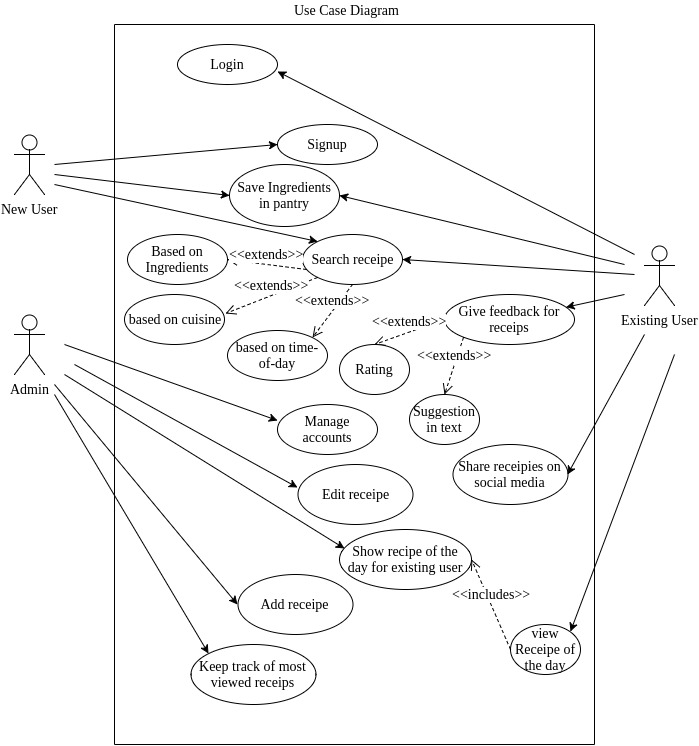 Use Case Diagram
Login
Signup
New User
Save Ingredients
in pantry
Based on
Ingredients
<<extends>>
Search receipe
<<extends>>
<<extends>>
based on cuisine
Give feedback for
receips
Existing User
<<extends>>
based on time-
of-day
<<extends>>
Rating
Admin
Suggestion
in text
Manage
accounts
Share receipies on
social media
Edit receipe
Show recipe of the
day for existing user
<<includes>>
Add receipe
view
Receipe of
the day
Keep track of most
viewed receips